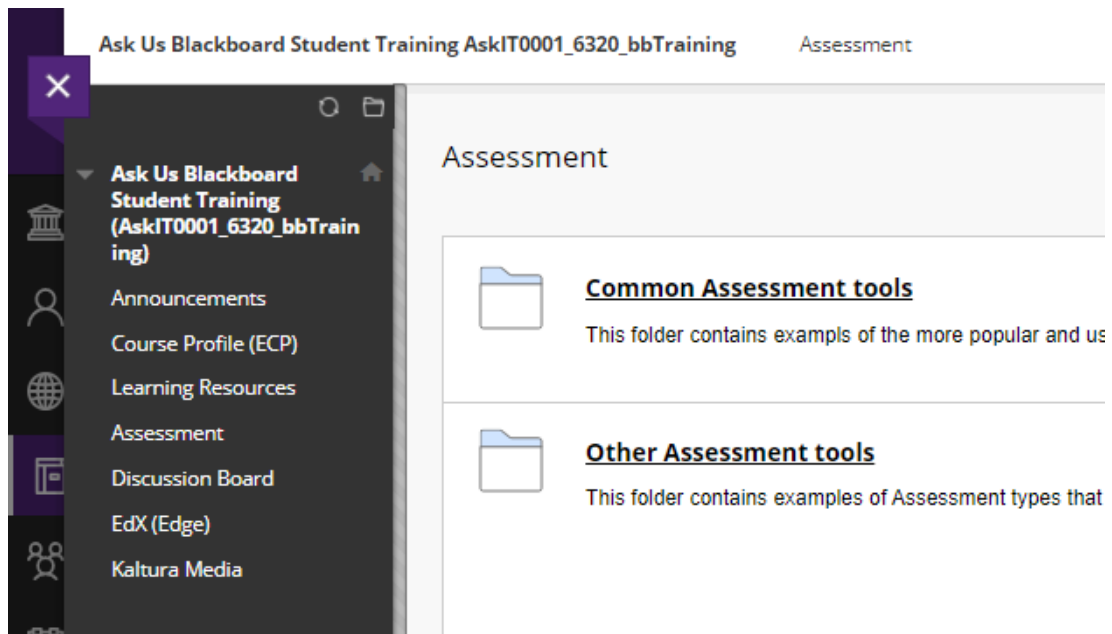 Ask Us Blackboard Student Training AskIT0001_6320_bbTraining Assessment
Ask Us Blackboard
Student Training
(AskIT0001_6320_bbTrain
ing)
Announcements
Course Profile (ECP)
Learning Resources
Assessment
Discussion Board
EdX (Edge)
Kaltura Media
Assessment
Common Assessment tools
This folder contains exampls of the more popular and us
Other Assessment tools
This folder contains examples of Assessment types that